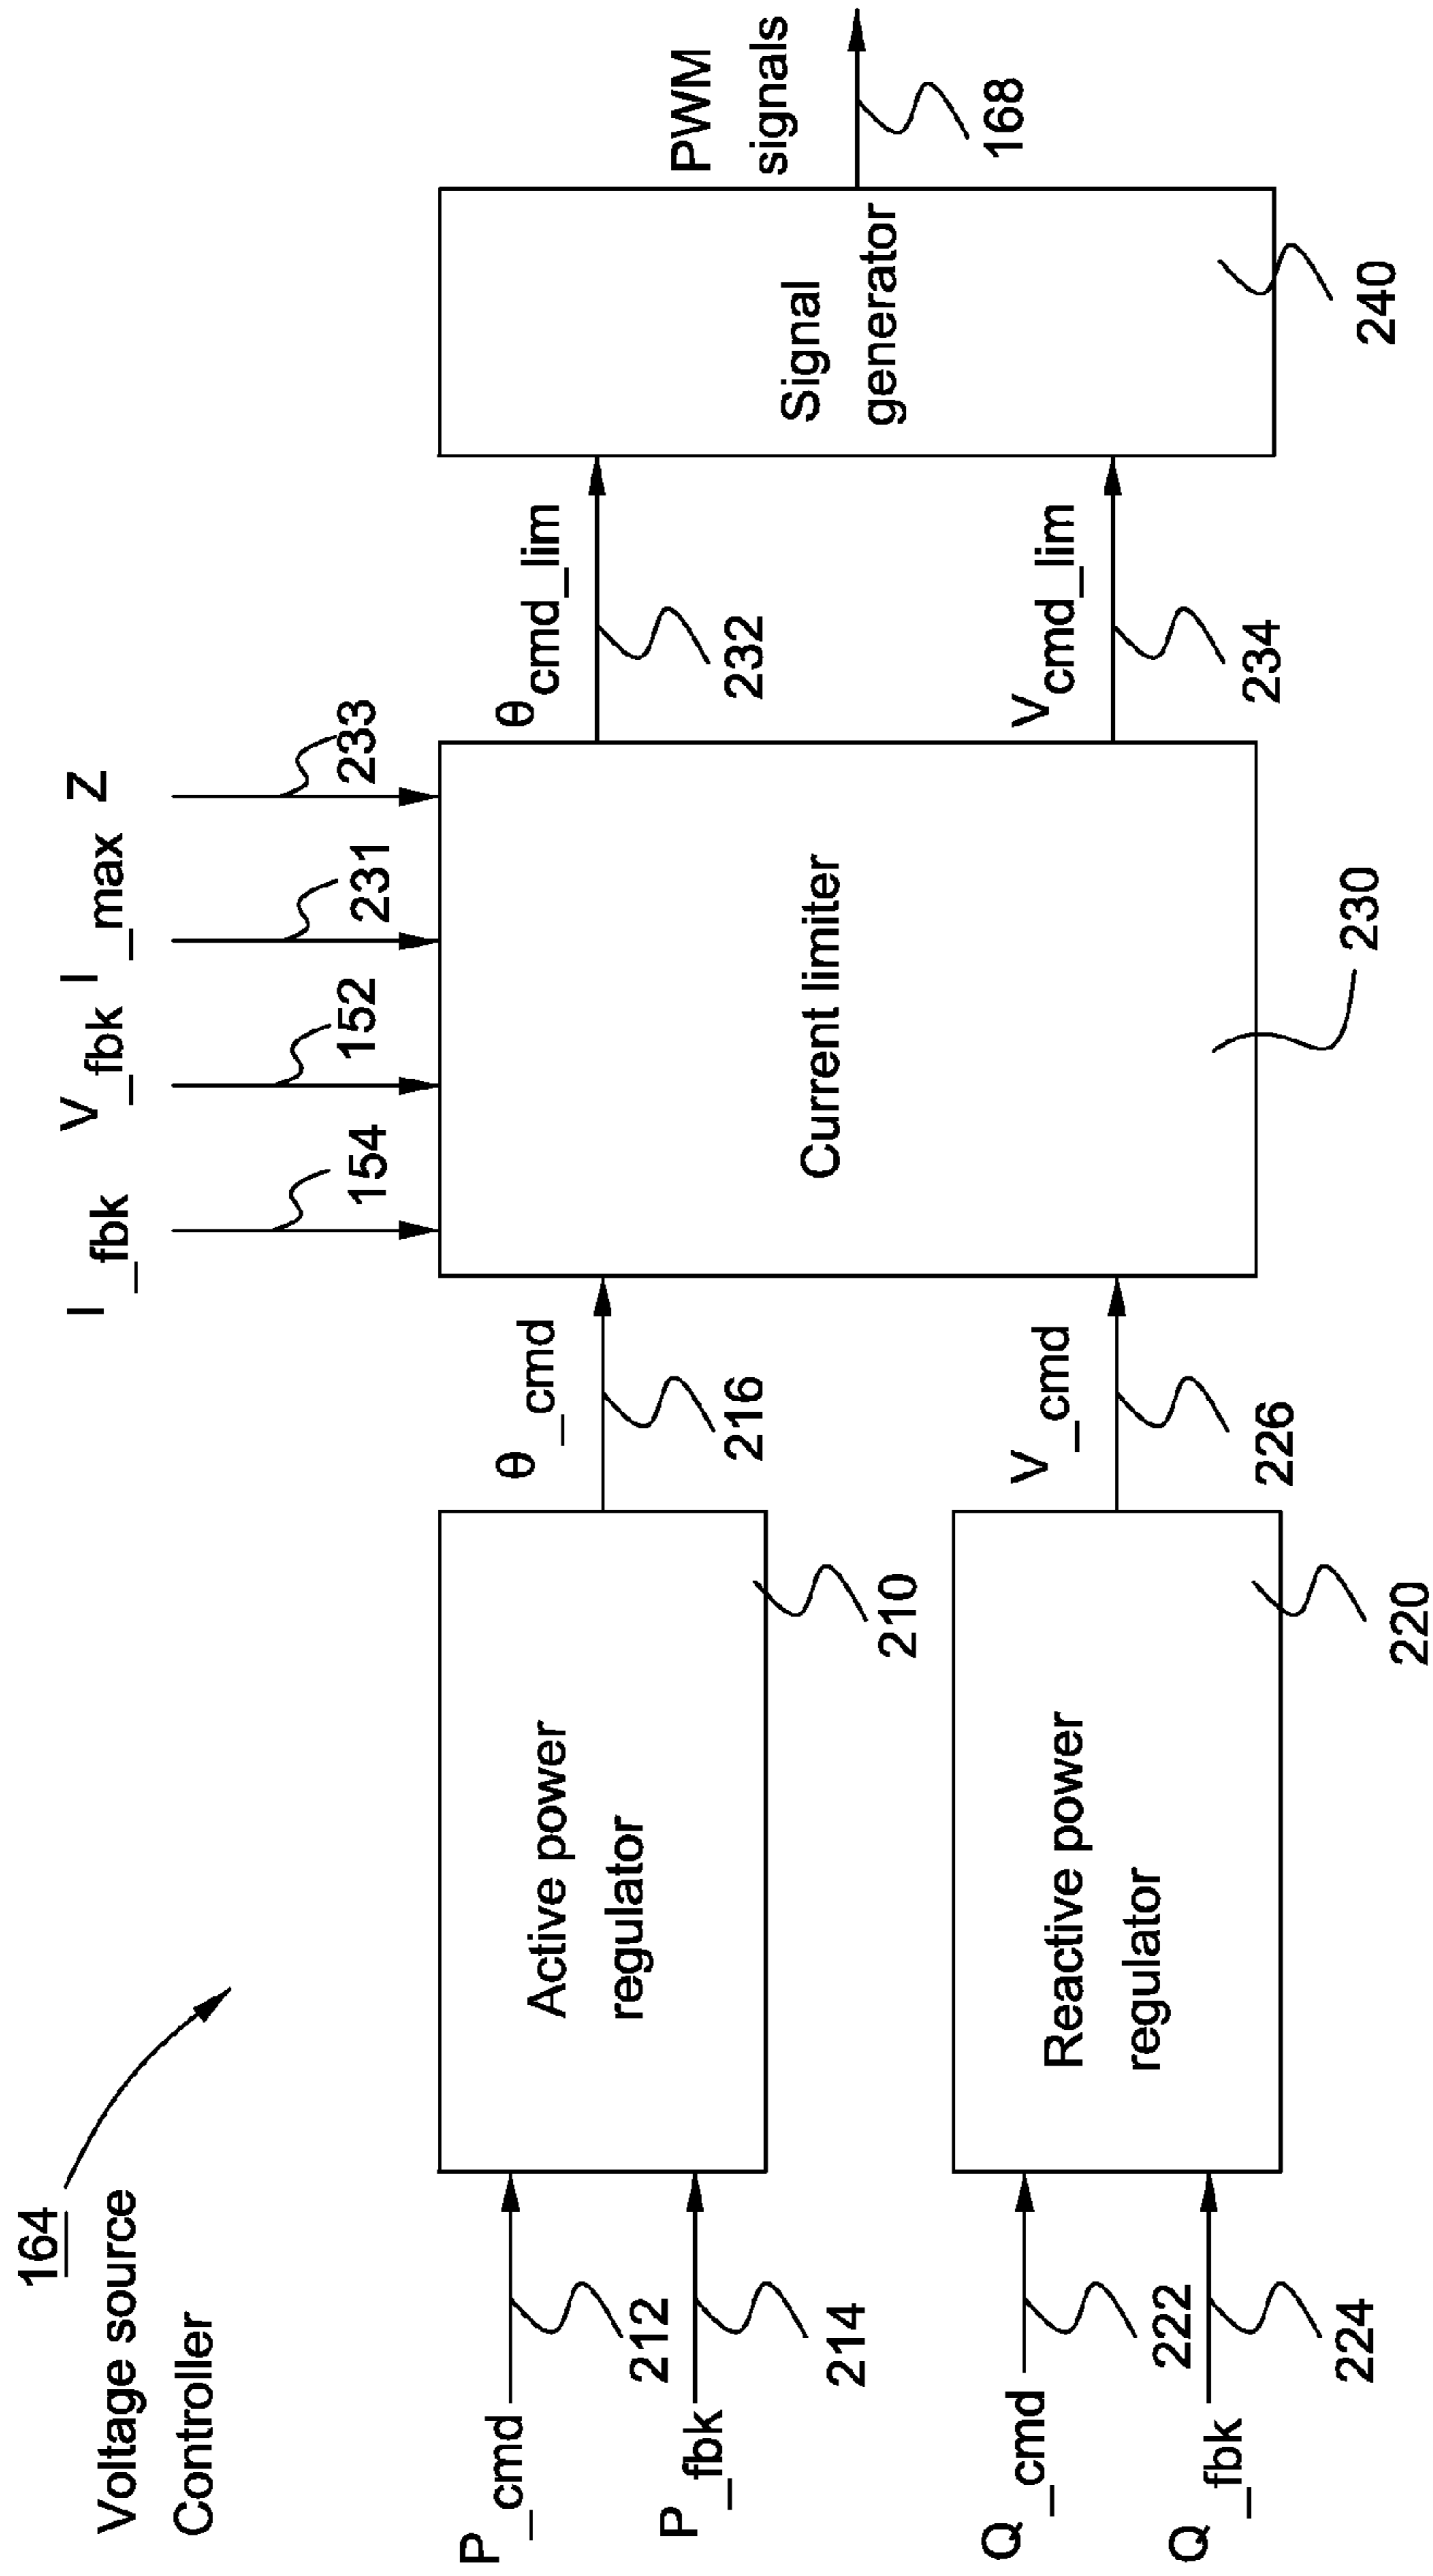 164
Voltage source
Controller
I_fbk
V_fbk
I_max
Z
154
152
231
233
P_cmd
212
P_fbk
214
Active power
regulator
210
θ_cmd
216
Q_cmd
222
Q_fbk
224
Reactive power
regulator
220
V_cmd
226
Current limiter
230
θcmd_lim
232
Vcmd_lim
234
Signal
generator
240
PWM
signals
168